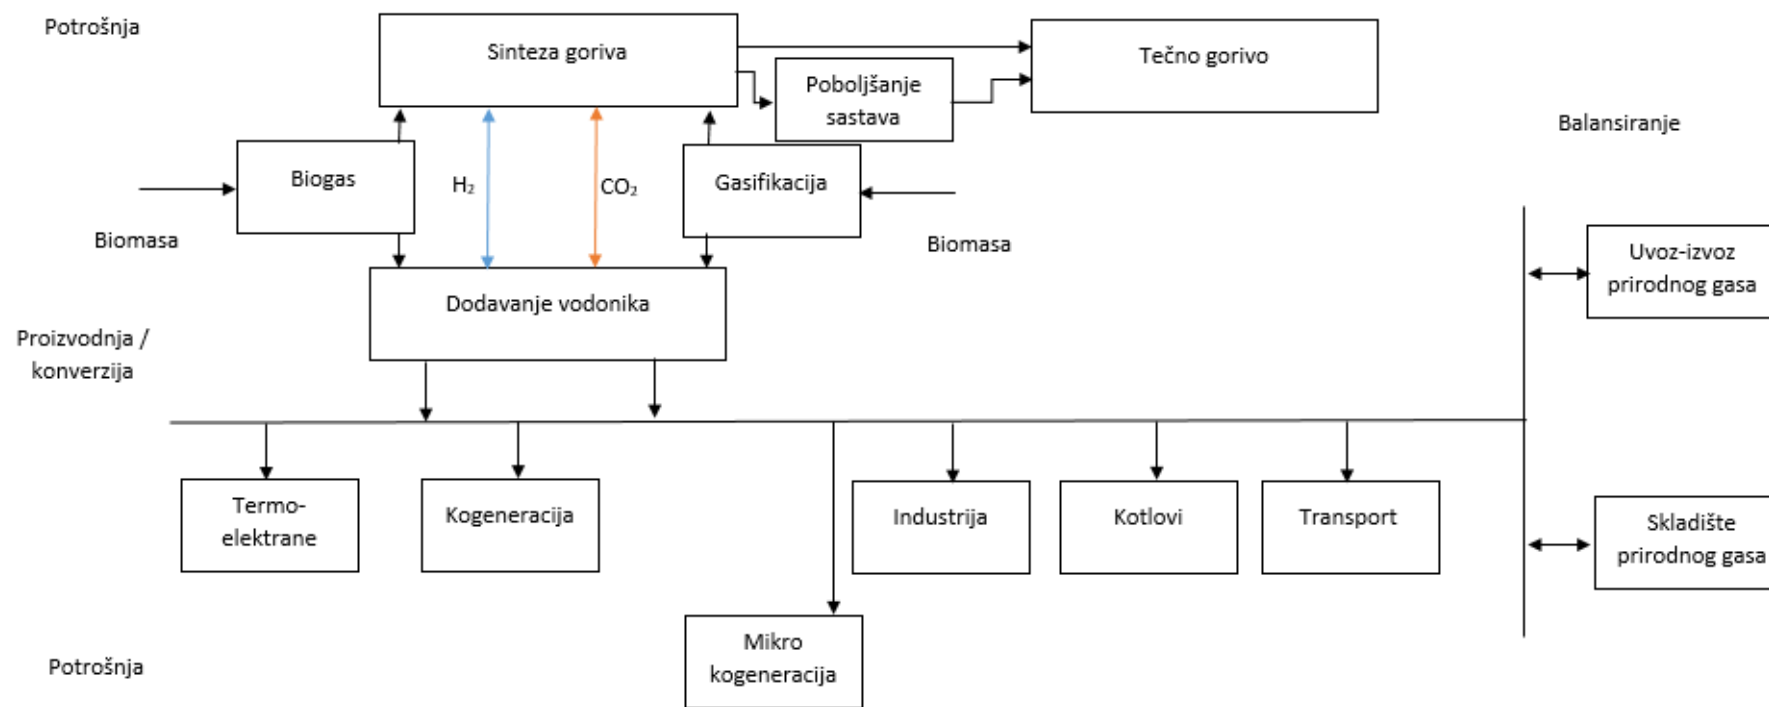 Potrošnja
Sinteza goriva
Tečno gorivo
Poboljšanje
sastava
Balansiranje
Biogas
H₂
CO₂
Gasifikacija
Biomasa
Biomasa
Uvoz-izvoz
prirodnog gasa
Dodavanje vodonika
Proizvodnja /
konverzija
Termo-
elektrane
Kogeneracija
Industrija
Kotlovi
Transport
Skladište
prirodnog gasa
Mikro
kogeneracija
Potrošnja